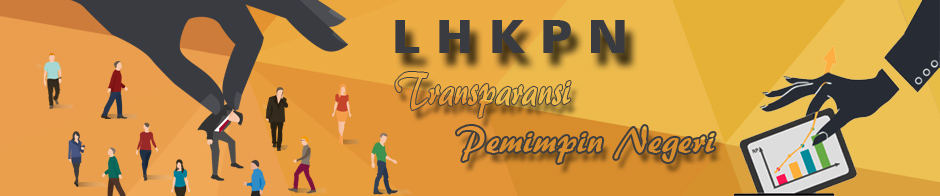 LHKPN
Transparansi
Pemimpin Negeri